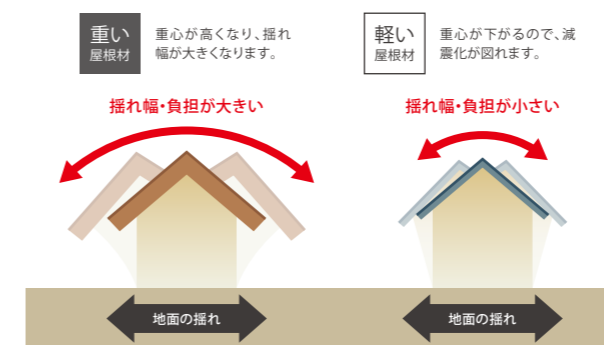 重い
屋根材
重心が高くなり、揺れ
幅が大きくなります。
揺れ幅・負担が大きい
地面の揺れ
軽い
屋根材
重心が下がるので、減
震化が図れます。
揺れ幅・負担が小さい
地面の揺れ